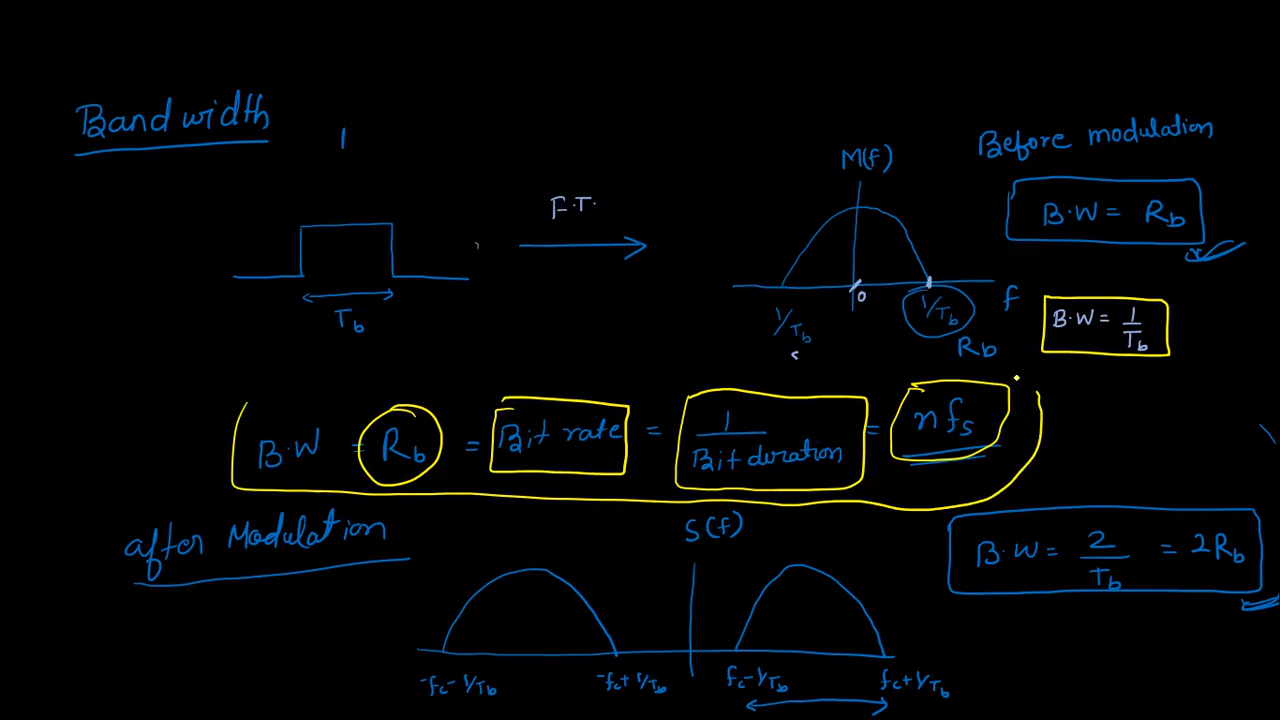 Bandwidth
1
Before modulation
M(f)
B.W = Rb
F.T.
0
f
Tb
1/Tb
1/Tb
Rb
B.W = 1/Tb
B.W = Rb = Bit rate = 1/Bit duration = nfs
after Modulation
S(f)
B.W = 2/Tb = 2Rb
-fc-1/Tb
-fc+1/Tb
fc-1/Tb
fc+1/Tb